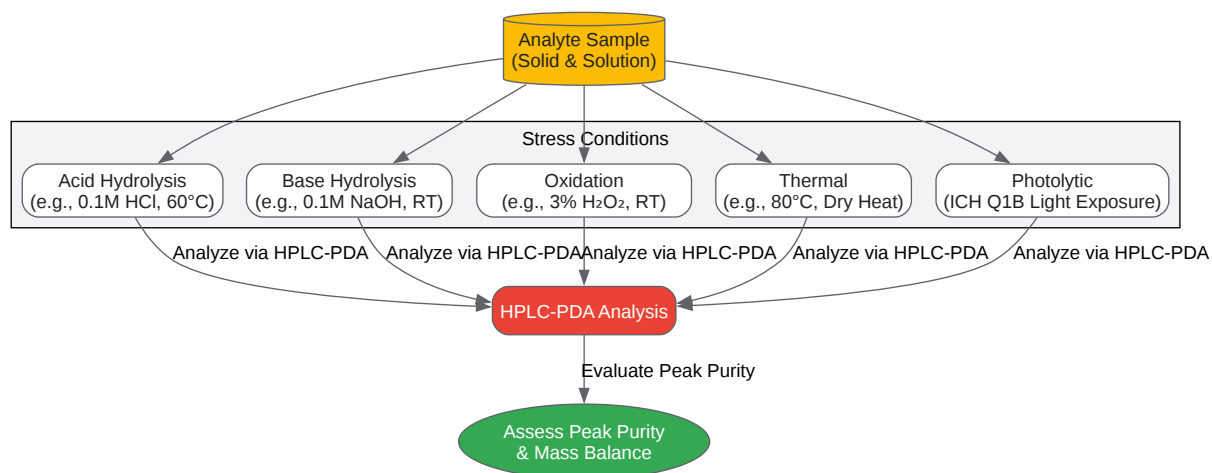 Analyte Sample
(Solid & Solution)
Stress Conditions
Acid Hydrolysis
(e.g., 0.1M HCl, 60°C)
Base Hydrolysis
(e.g., 0.1M NaOH, RT)
Oxidation
(e.g., 3% H₂O₂, RT)
Thermal
(e.g., 80°C, Dry Heat)
Photolytic
(ICH Q1B Light Exposure)
Analyze via HPLC-PDA
Analyze via HPLC-PDA
Analyze via HPLC-PDA
Analyze via HPLC-PDA
Analyze via HPLC-PDA
HPLC-PDA Analysis
Evaluate Peak Purity
Assess Peak Purity
& Mass Balance